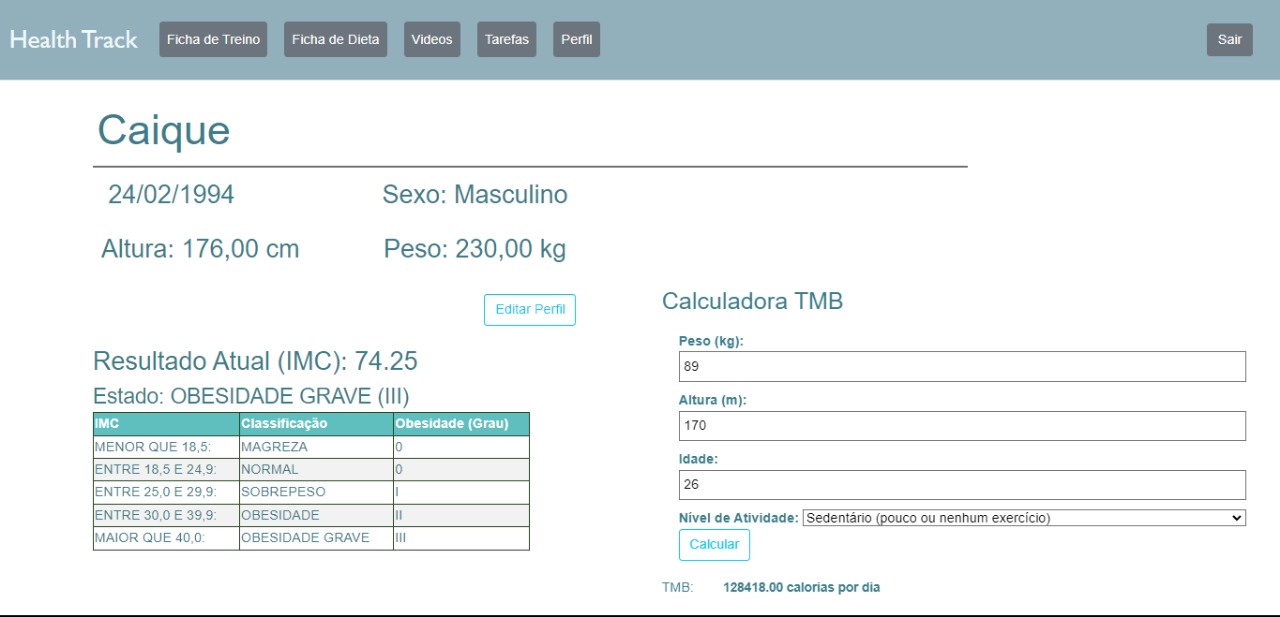 Health Track
Ficha de Treino
Ficha de Dieta
Videos
Tarefas
Perfil
Sair
Caique
24/02/1994 Sexo: Masculino
Altura: 176,00 cm Peso: 230,00 kg
Editar Perfil
Resultado Atual (IMC): 74.25
Estado: OBESIDADE GRAVE (III)
IMC Classificação Obesidade (Grau)
MENOR QUE 18,5: MAGREZA 0
ENTRE 18,5 E 24,9: NORMAL 0
ENTRE 25,0 E 29,9: SOBREPESO I
ENTRE 30,0 E 39,9: OBESIDADE II
MAIOR QUE 40,0: OBESIDADE GRAVE III
Calculadora TMB
Peso (kg):
89
Altura (m):
170
Idade:
26
Nível de Atividade: Sedentário (pouco ou nenhum exercício)
Calcular
TMB: 128418.00 calorias por dia